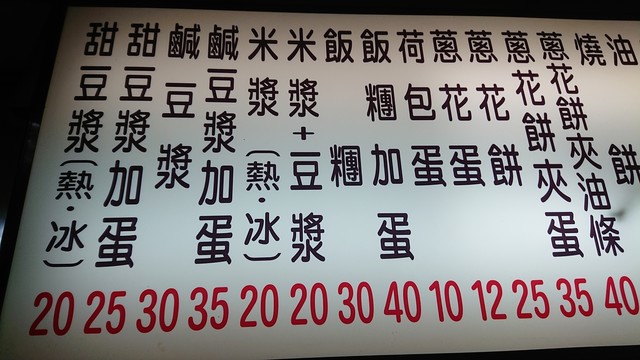 甜豆漿(熱·冰)
20
甜豆漿加蛋
25
鹹豆漿
30
鹹豆漿加蛋
35
米漿(熱·冰)
20
米漿+豆漿
20
飯糰
30
飯糰加蛋
40
荷包蛋
10
蔥花蛋
12
蔥花餅
25
蔥花餅夾蛋
35
蔥花餅夾油條
40
燒餅
油